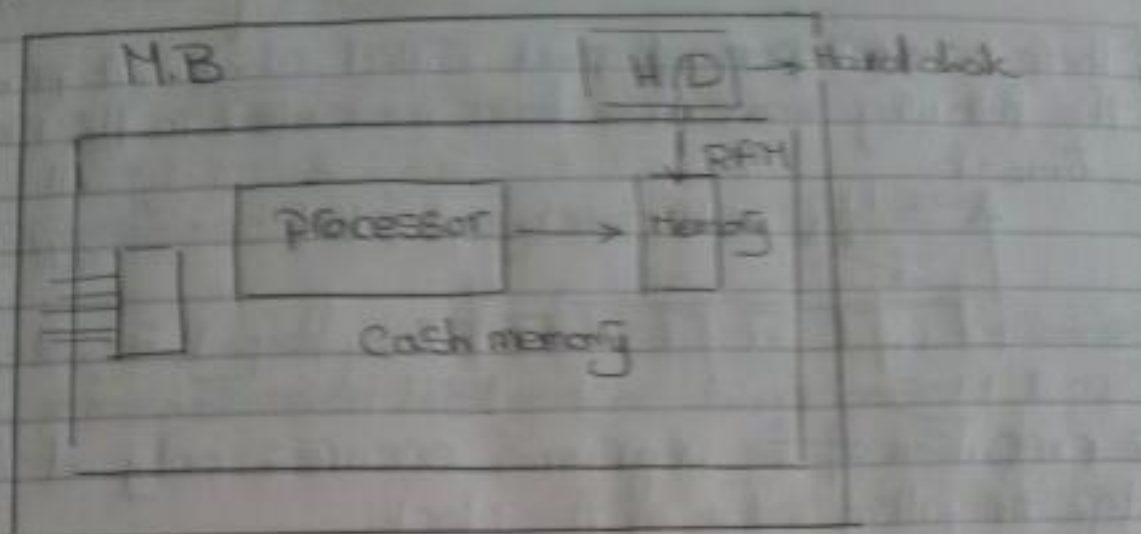 M.B
H/D → Hard disk
RAM
processor → Memory
Cash memory